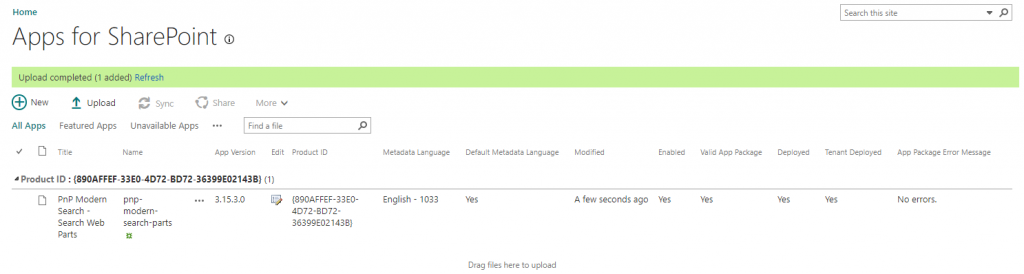 Home
Search this site
Apps for SharePoint
Upload completed (1 added) Refresh
New Upload Sync Share More
All Apps Featured Apps Unavailable Apps ••• Find a file
Title Name App Version Edit Product ID Metadata Language Default Metadata Language Modified Enabled Valid App Package Deployed Tenant Deployed App Package Error Message
Product ID : {890AFFEF-33E0-4D72-BD72-36399E02143B} (1)
PnP Modern pnp- ••• 3.15.3.0 {890AFFEF-33E0- English - 1033 Yes A few seconds ago Yes Yes Yes Yes No errors.
Search - modern- 4D72-BD72-
Search Web search-parts 36399E02143B}
Parts
Drag files here to upload